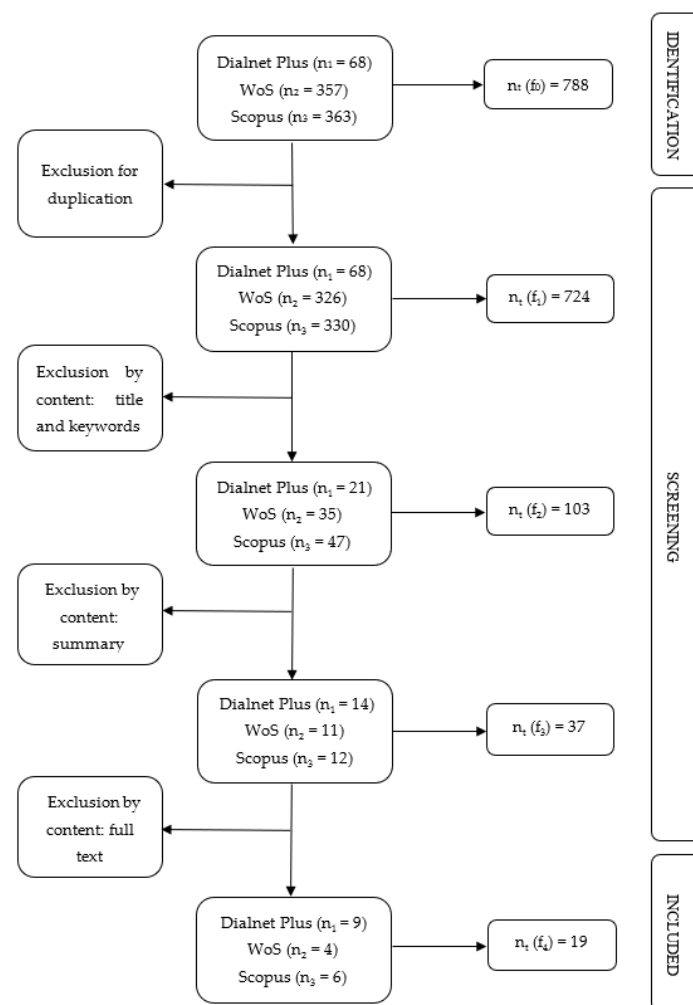 Dialnet Plus (n₁ = 68)
WoS (n₂ = 357)
Scopus (n₃ = 363)
nₜ (f₀) = 788
IDENTIFICATION
Exclusion for
duplication
Dialnet Plus (n₁ = 68)
WoS (n₂ = 326)
Scopus (n₃ = 330)
nₜ (f₁) = 724
Exclusion by
content: title
and keywords
Dialnet Plus (n₁ = 21)
WoS (n₂ = 35)
Scopus (n₃ = 47)
nₜ (f₂) = 103
SCREENING
Exclusion by
content:
summary
Dialnet Plus (n₁ = 14)
WoS (n₂ = 11)
Scopus (n₃ = 12)
nₜ (f₃) = 37
Exclusion by
content: full
text
Dialnet Plus (n₁ = 9)
WoS (n₂ = 4)
Scopus (n₃ = 6)
nₜ (f₄) = 19
INCLUDED